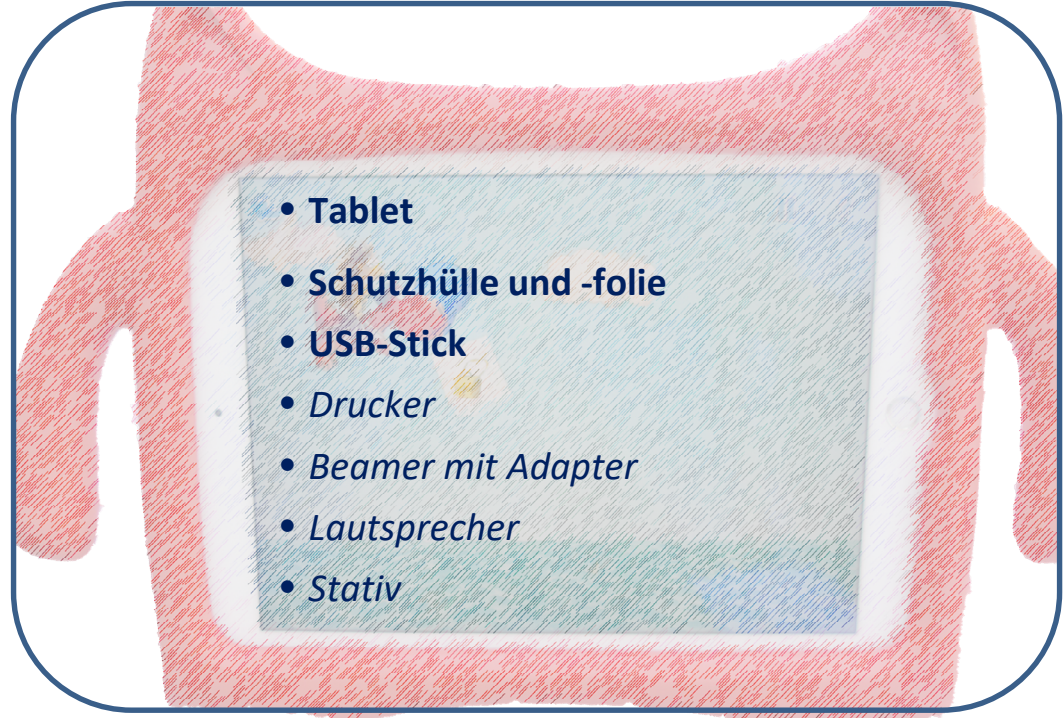 • Tablet
• Schutzhülle und -folie
• USB-Stick
• Drucker
• Beamer mit Adapter
• Lautsprecher
• Stativ